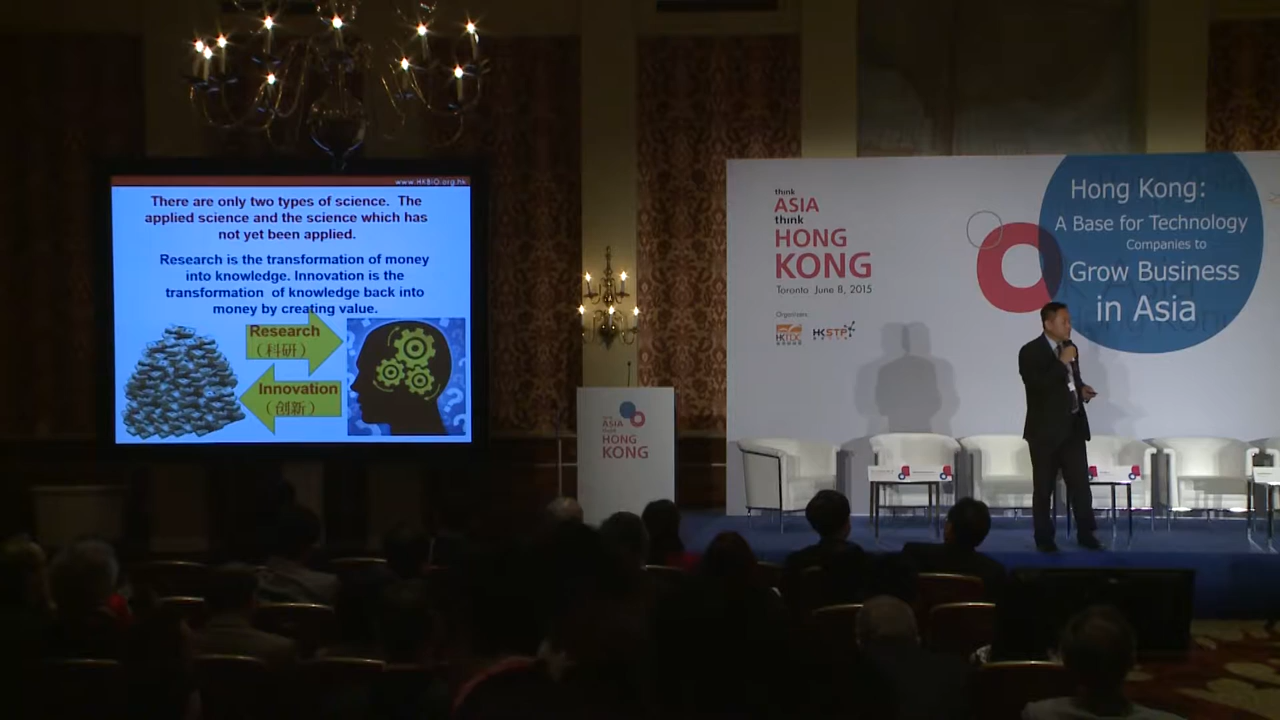 www.HKBIO.org.hk
There are only two types of science. The
applied science and the science which has
not yet been applied.
Research is the transformation of money
into knowledge. Innovation is the
transformation of knowledge back into
money by creating value.
Research
(科研)
Innovation
(创新)
think
ASIA
think
HONG
KONG
Toronto June 8, 2015
Organisers
HKTDC
HKSTP
Hong Kong:
A Base for Technology
Companies to
Grow Business
in Asia
ASIA
HONG
KONG